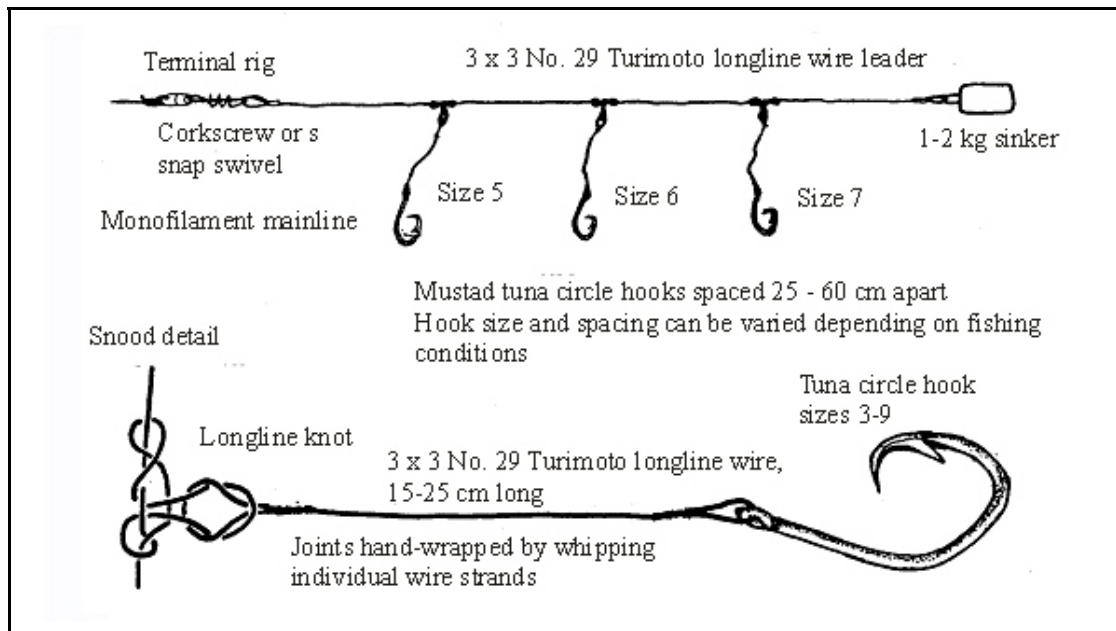 Terminal rig
3 x 3 No. 29 Turimoto longline wire leader
Corkscrew or s
snap swivel
1-2 kg sinker
Size 5
Size 6
Size 7
Monofilament mainline
Mustad tuna circle hooks spaced 25 - 60 cm apart
Hook size and spacing can be varied depending on fishing
conditions
Snood detail
Tuna circle hook
sizes 3-9
Longline knot
3 x 3 No. 29 Turimoto longline wire,
15-25 cm long
Joints hand-wrapped by whipping
individual wire strands